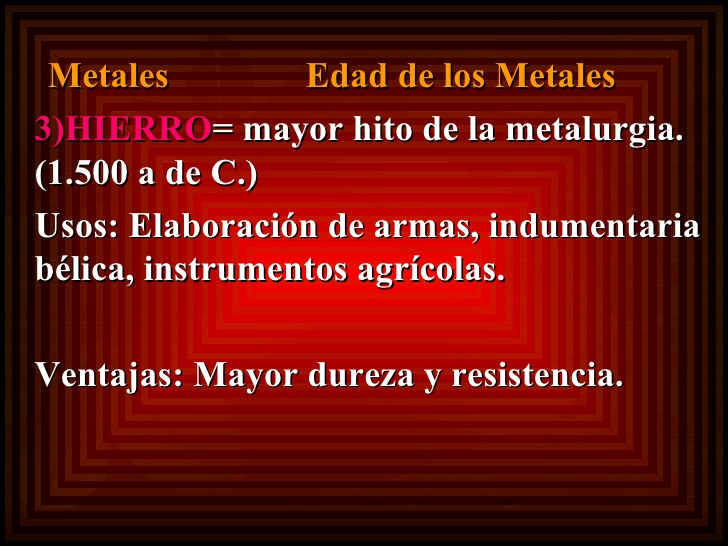 Metales Edad de los Metales
3)HIERRO= mayor hito de la metalurgia.
(1.500 a de C.)
Usos: Elaboración de armas, indumentaria
bélica, instrumentos agrícolas.
Ventajas: Mayor dureza y resistencia.